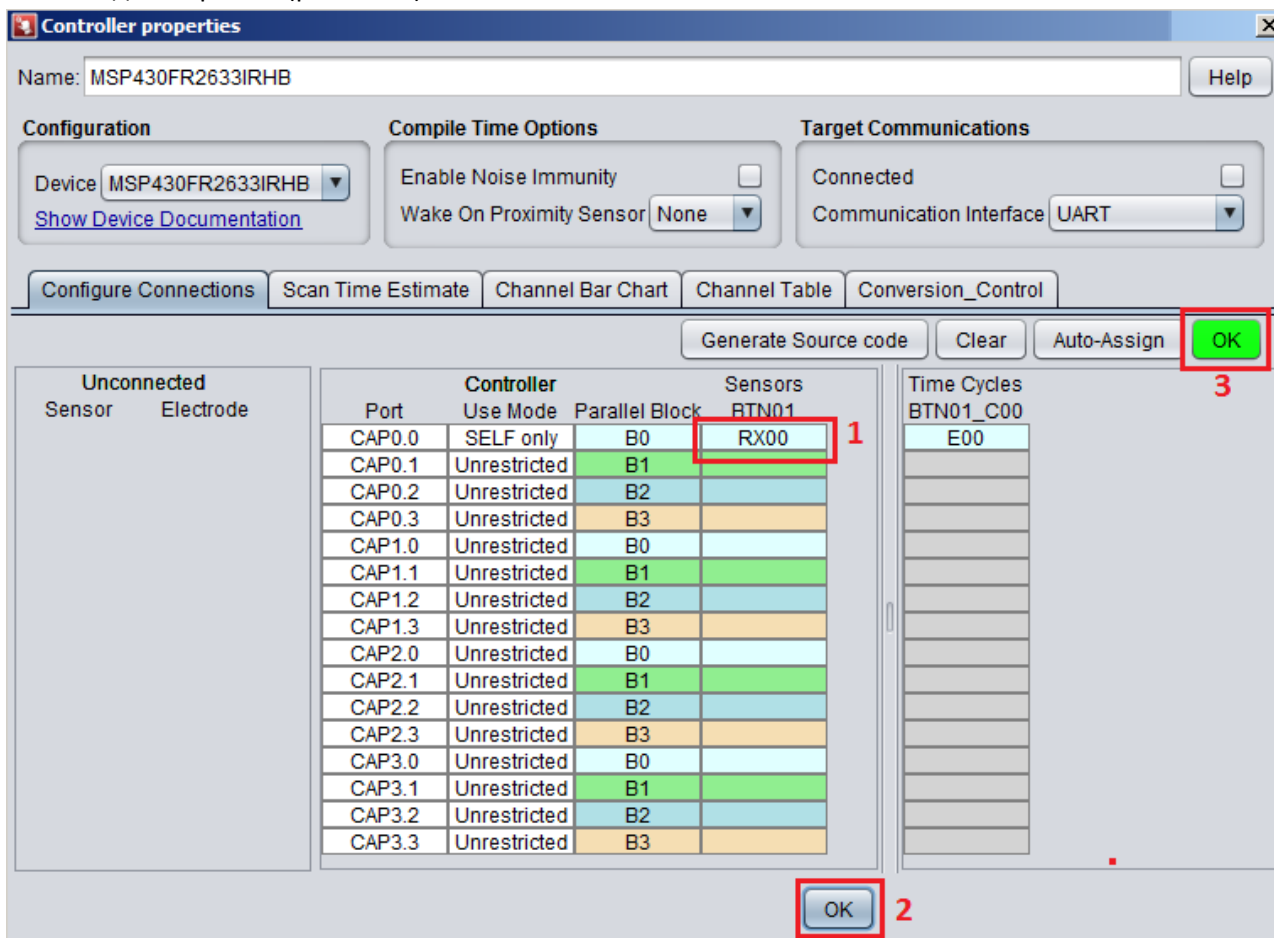 Controller properties
Name: MSP430FR2633IRHB Help
Configuration Compile Time Options Target Communications
Device MSP430FR2633IRHB Enable Noise Immunity Connected
Show Device Documentation Wake On Proximity Sensor None Communication Interface UART
Configure Connections Scan Time Estimate Channel Bar Chart Channel Table Conversion_Control
Generate Source code Clear Auto-Assign OK
3
Unconnected Controller Sensors Time Cycles
Sensor Electrode Port Use Mode Parallel Block BTN01 BTN01_C00
CAP0.0 SELF only B0 RX00 1 E00
CAP0.1 Unrestricted B1
CAP0.2 Unrestricted B2
CAP0.3 Unrestricted B3
CAP1.0 Unrestricted B0
CAP1.1 Unrestricted B1
CAP1.2 Unrestricted B2
CAP1.3 Unrestricted B3
CAP2.0 Unrestricted B0
CAP2.1 Unrestricted B1
CAP2.2 Unrestricted B2
CAP2.3 Unrestricted B3
CAP3.0 Unrestricted B0
CAP3.1 Unrestricted B1
CAP3.2 Unrestricted B2
CAP3.3 Unrestricted B3
OK 2